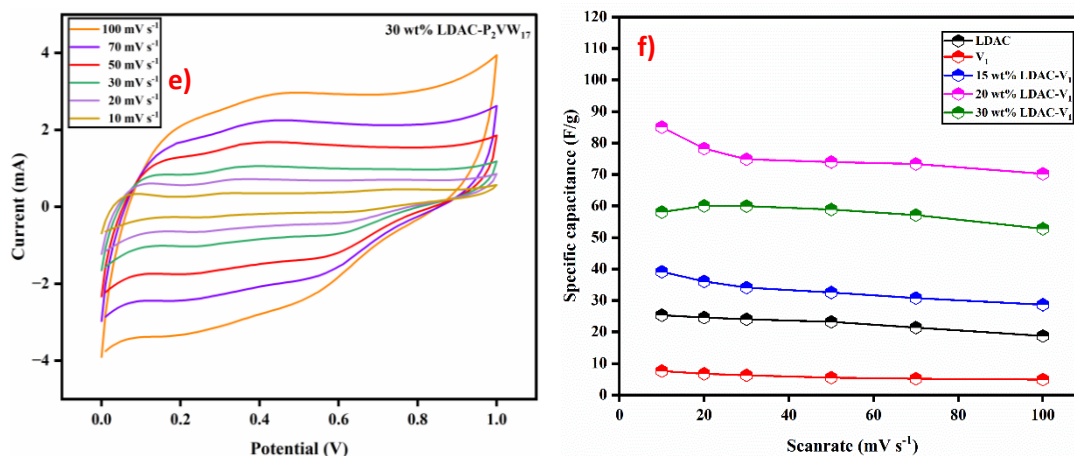 100 mV s⁻¹
70 mV s⁻¹
50 mV s⁻¹
30 mV s⁻¹
20 mV s⁻¹
10 mV s⁻¹
e)
30 wt% LDAC-P₂VW₁₇
4
2
0
−2
−4
Current (mA)
0.0 0.2 0.4 0.6 0.8 1.0
Potential (V)
f)
LDAC
V₁
15 wt% LDAC-V₁
20 wt% LDAC-V₁
30 wt% LDAC-V₁
120
110
100
90
80
70
60
50
40
30
20
10
0
Specific capacitance (F/g)
0 20 40 60 80 100
Scanrate (mV s⁻¹)